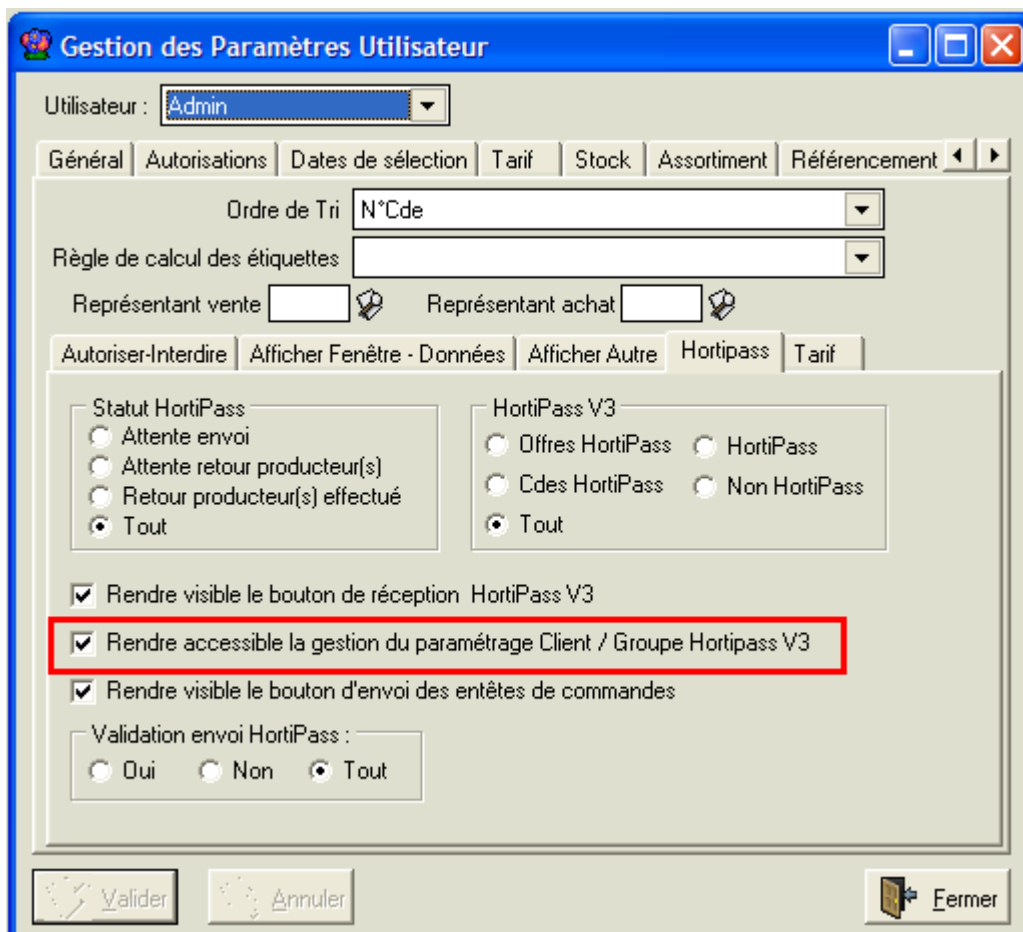 Gestion des Paramètres Utilisateur
Utilisateur : Admin
Général Autorisations Dates de sélection Tarif Stock Assortiment Référencement
Ordre de Tri N°Cde
Règle de calcul des étiquettes
Représentant vente Représentant achat
Autoriser-Interdire Afficher Fenêtre - Données Afficher Autre Hortipass Tarif
Statut HortiPass
Attente envoi
Attente retour producteur(s)
Retour producteur(s) effectué
Tout
HortiPass V3
Offres HortiPass HortiPass
Cdes HortiPass Non HortiPass
Tout
Rendre visible le bouton de réception HortiPass V3
Rendre accessible la gestion du paramétrage Client / Groupe Hortipass V3
Rendre visible le bouton d'envoi des entêtes de commandes
Validation envoi HortiPass :
Oui Non Tout
Valider Annuler Fermer